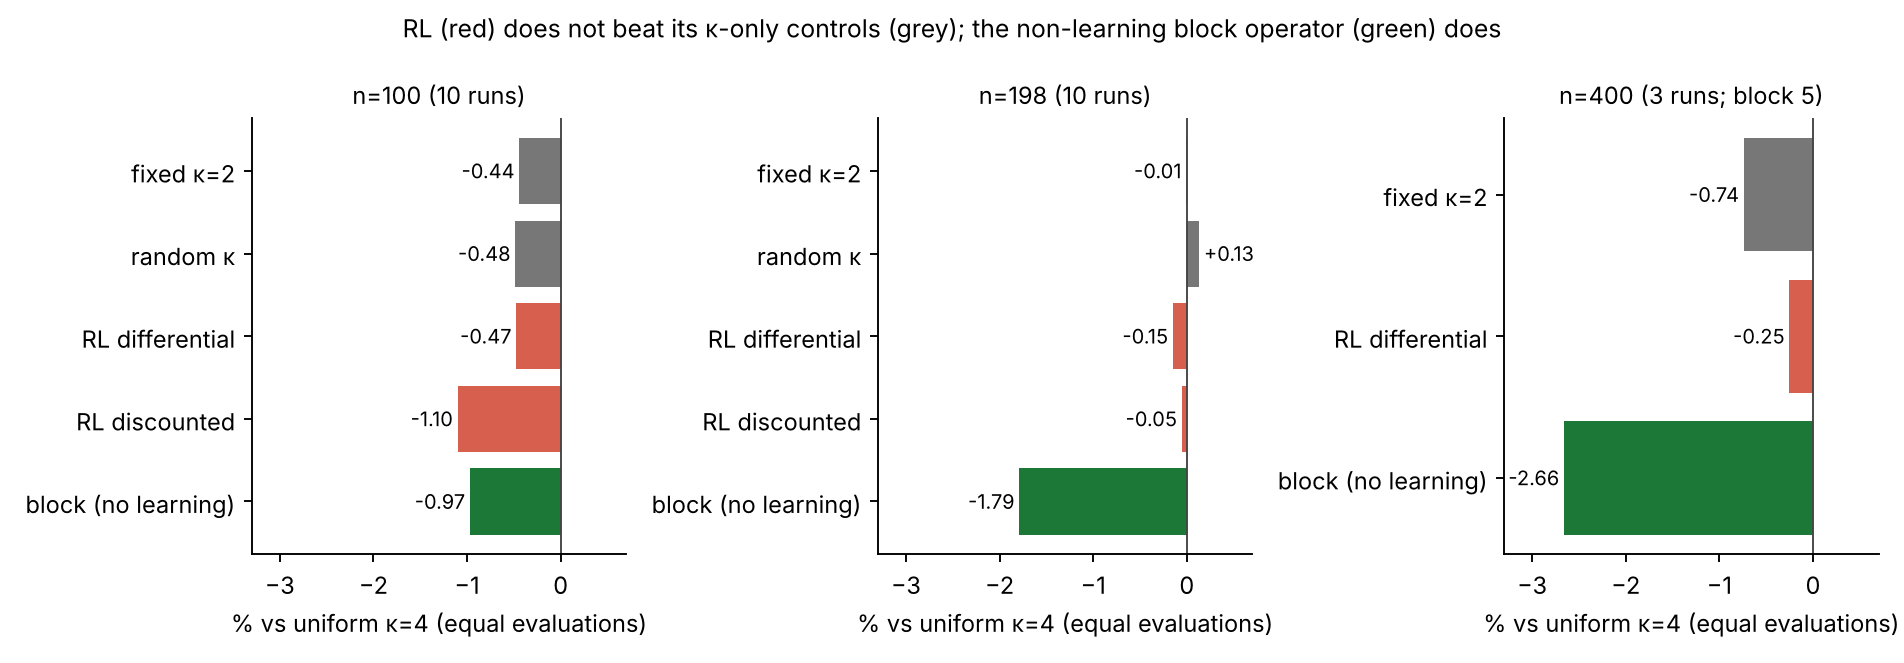 RL (red) does not beat its κ-only controls (grey); the non-learning block operator (green) does
n=100 (10 runs)
fixed κ=2
-0.44
random κ
-0.48
RL differential
-0.47
RL discounted
-1.10
block (no learning)
-0.97
−3
−2
−1
0
% vs uniform κ=4 (equal evaluations)
n=198 (10 runs)
fixed κ=2
-0.01
random κ
+0.13
RL differential
-0.15
RL discounted
-0.05
block (no learning)
-1.79
−3
−2
−1
0
% vs uniform κ=4 (equal evaluations)
n=400 (3 runs; block 5)
fixed κ=2
-0.74
RL differential
-0.25
block (no learning)
-2.66
−3
−2
−1
0
% vs uniform κ=4 (equal evaluations)